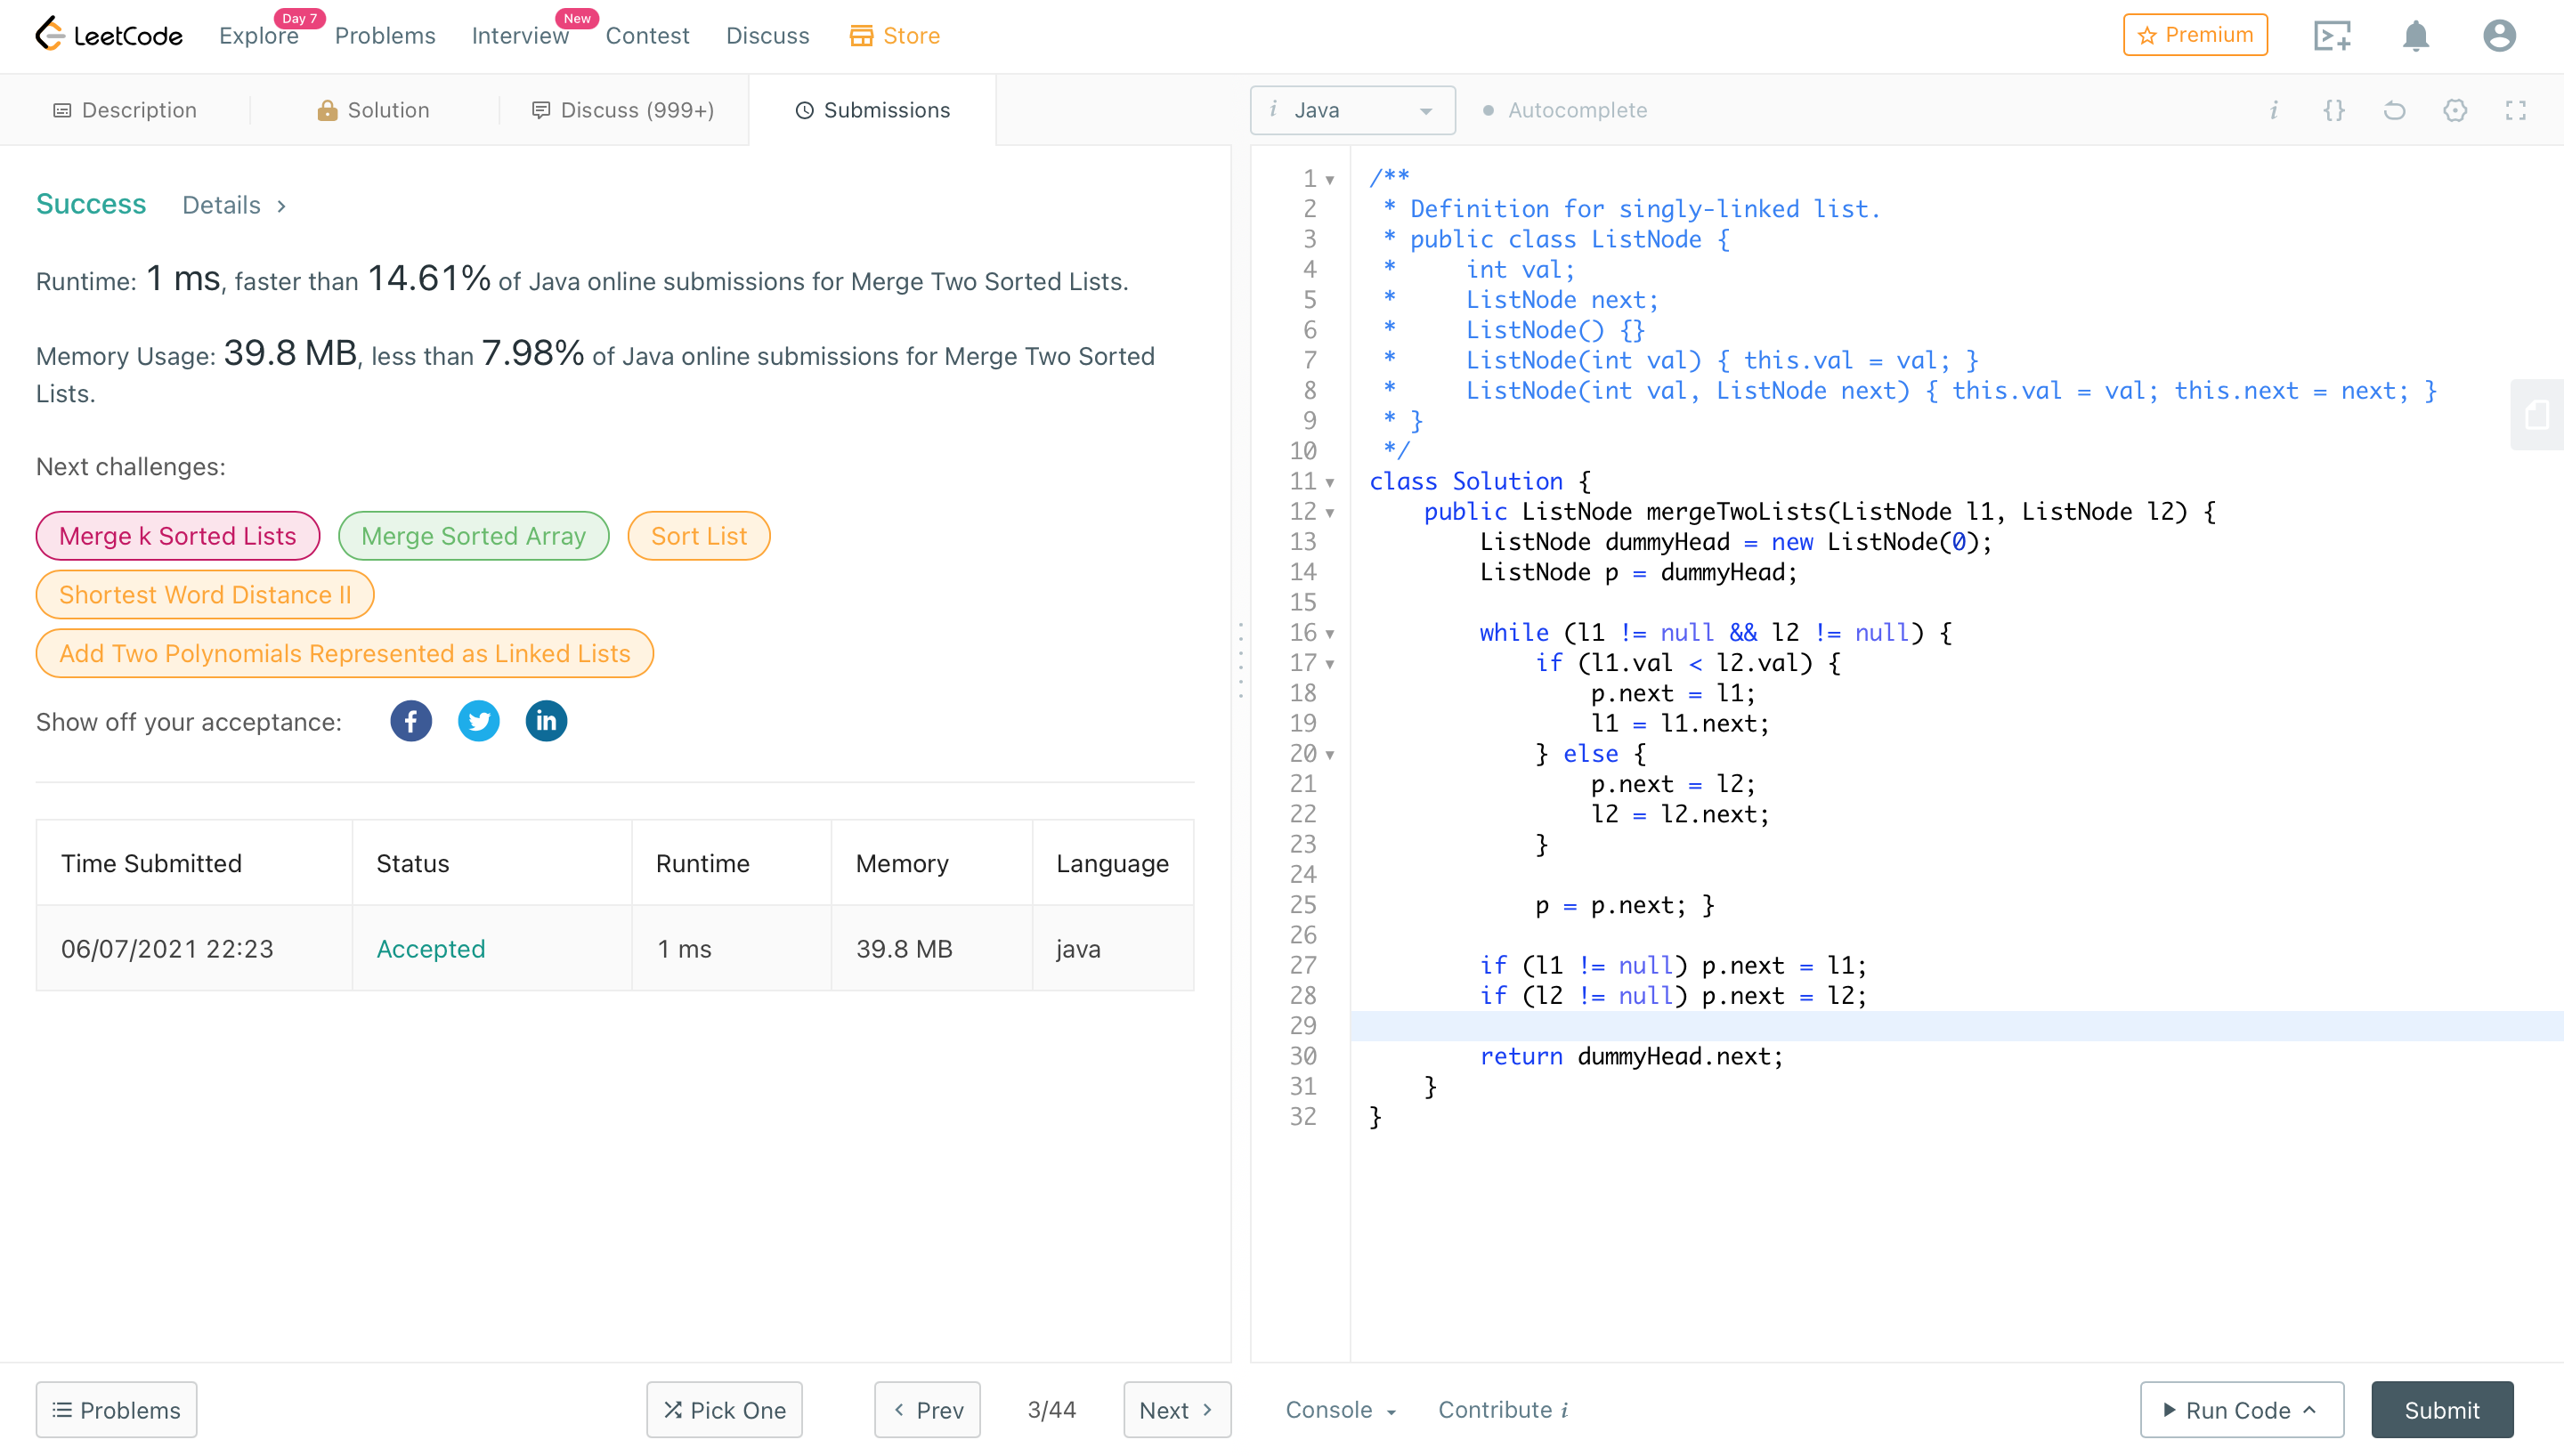 LeetCode
Explore
Day 7
Problems
Interview
New
Contest
Discuss
Store
Premium
Description
Solution
Discuss (999+)
Submissions
i Java
Autocomplete
i {}
Success Details >
Runtime: 1 ms, faster than 14.61% of Java online submissions for Merge Two Sorted Lists.
Memory Usage: 39.8 MB, less than 7.98% of Java online submissions for Merge Two Sorted
Lists.
Next challenges:
Merge k Sorted Lists
Merge Sorted Array
Sort List
Shortest Word Distance II
Add Two Polynomials Represented as Linked Lists
Show off your acceptance: f in
Time Submitted Status Runtime Memory Language
06/07/2021 22:23 Accepted 1 ms 39.8 MB java
1 /**
2  * Definition for singly-linked list.
3  * public class ListNode {
4  *     int val;
5  *     ListNode next;
6  *     ListNode() {}
7  *     ListNode(int val) { this.val = val; }
8  *     ListNode(int val, ListNode next) { this.val = val; this.next = next; }
9  * }
10  */
11 class Solution {
12     public ListNode mergeTwoLists(ListNode l1, ListNode l2) {
13         ListNode dummyHead = new ListNode(0);
14         ListNode p = dummyHead;
15
16         while (l1 != null && l2 != null) {
17             if (l1.val < l2.val) {
18                 p.next = l1;
19                 l1 = l1.next;
20             } else {
21                 p.next = l2;
22                 l2 = l2.next;
23             }
24
25             p = p.next; }
26
27         if (l1 != null) p.next = l1;
28         if (l2 != null) p.next = l2;
29
30         return dummyHead.next;
31     }
32 }
Problems
Pick One
< Prev
3/44
Next >
Console
Contribute i
Run Code
Submit